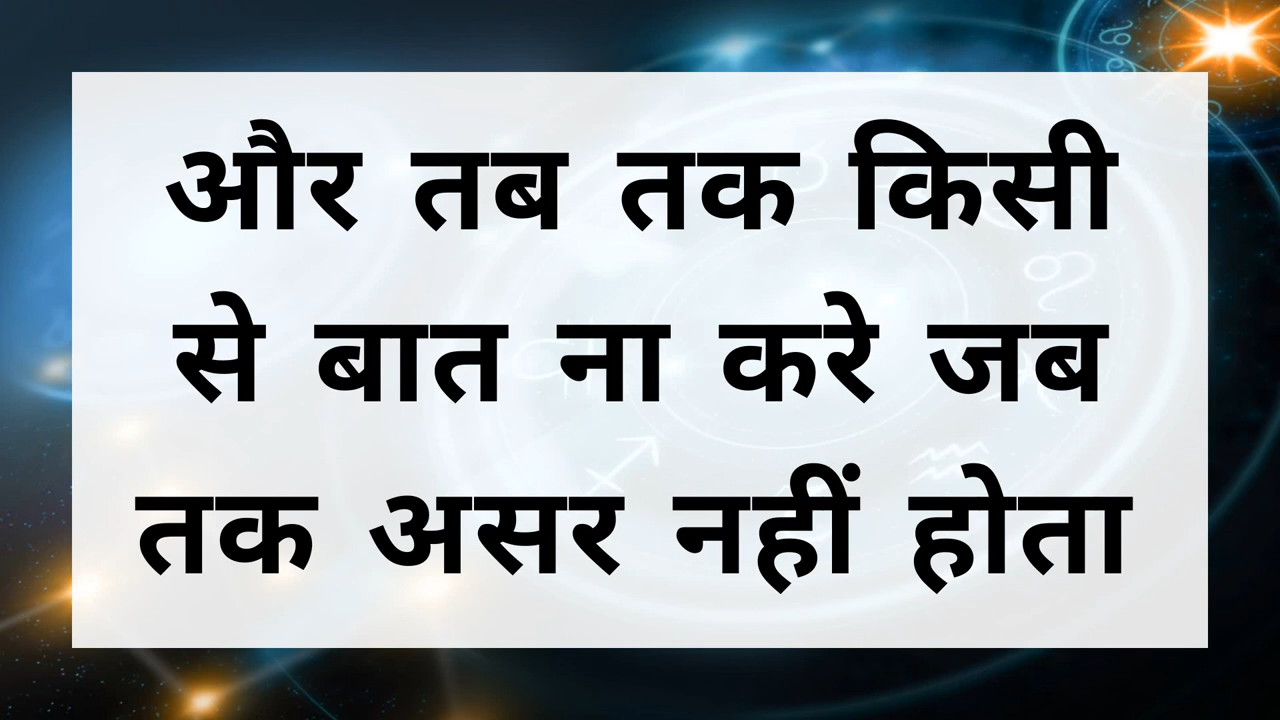 और तब तक किसी
से बात ना करे जब
तक असर नहीं होता